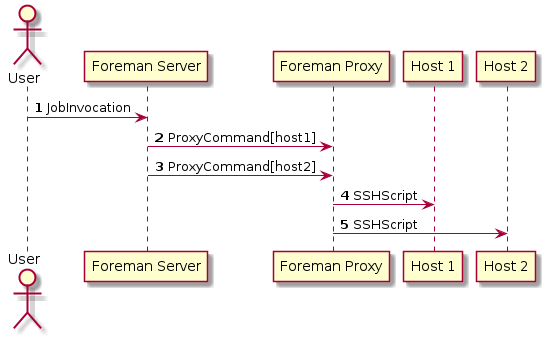 User
Foreman Server
Foreman Proxy
Host 1
Host 2
1 JobInvocation
2 ProxyCommand[host1]
3 ProxyCommand[host2]
4 SSHScript
5 SSHScript
User
Foreman Server
Foreman Proxy
Host 1
Host 2